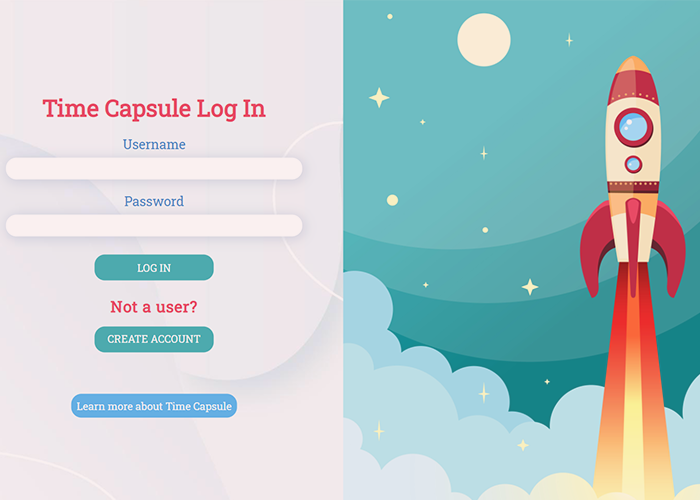 Time Capsule Log In
Username
Password
LOG IN
Not a user?
CREATE ACCOUNT
Learn more about Time Capsule